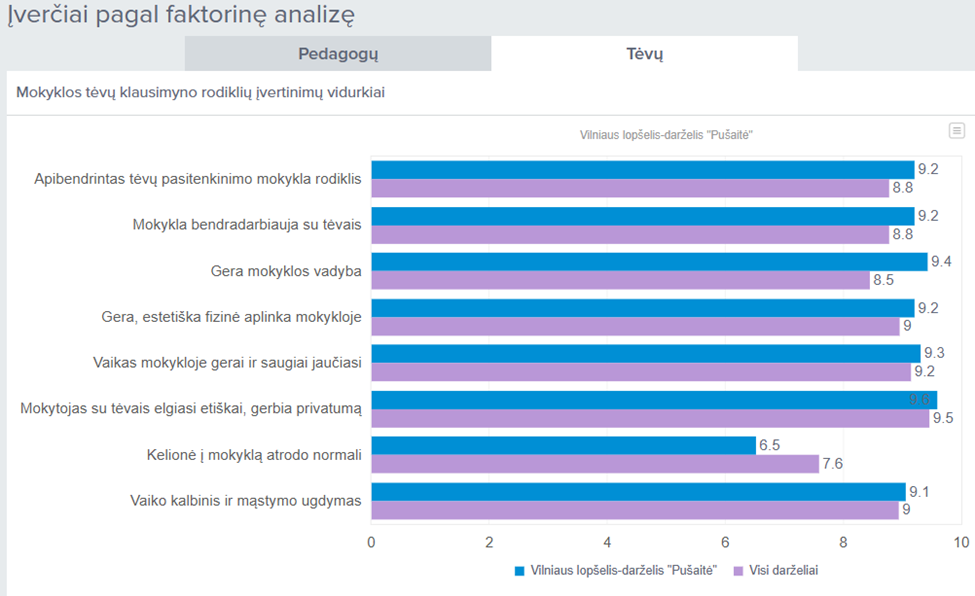 Įverčiai pagal faktorinę analizę
Pedagogų
Tėvų
Mokyklos tėvų klausimyno rodiklių įvertinimų vidurkiai
Vilniaus lopšelis-darželis "Pušaitė"
Apibendrintas tėvų pasitenkinimo mokykla rodiklis
9.2
8.8
Mokykla bendradarbiauja su tėvais
9.2
8.8
Gera mokyklos vadyba
9.4
8.5
Gera, estetiška fizinė aplinka mokykloje
9.2
9
Vaikas mokykloje gerai ir saugiai jaučiasi
9.3
9.2
Mokytojas su tėvais elgiasi etiškai, gerbia privatumą
9.6
9.5
Kelionė į mokyklą atrodo normali
6.5
7.6
Vaiko kalbinis ir mąstymo ugdymas
9.1
9
0 2 4 6 8 10
Vilniaus lopšelis-darželis "Pušaitė" Visi darželiai